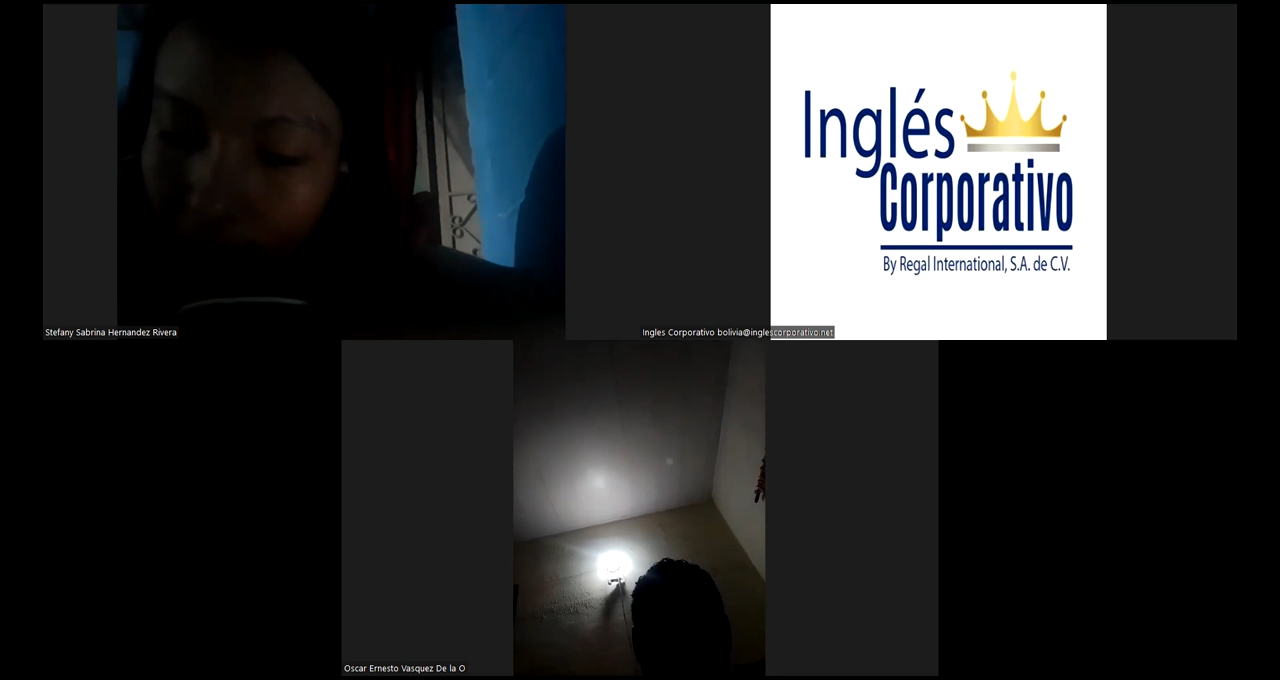 Inglés
Corporativo
By Regal International, S.A. de C.V.
Stefany Sabrina Hernandez Rivera
Ingles Corporativo bolivia@inglescorporativo.net
Oscar Ernesto Vasquez De la O